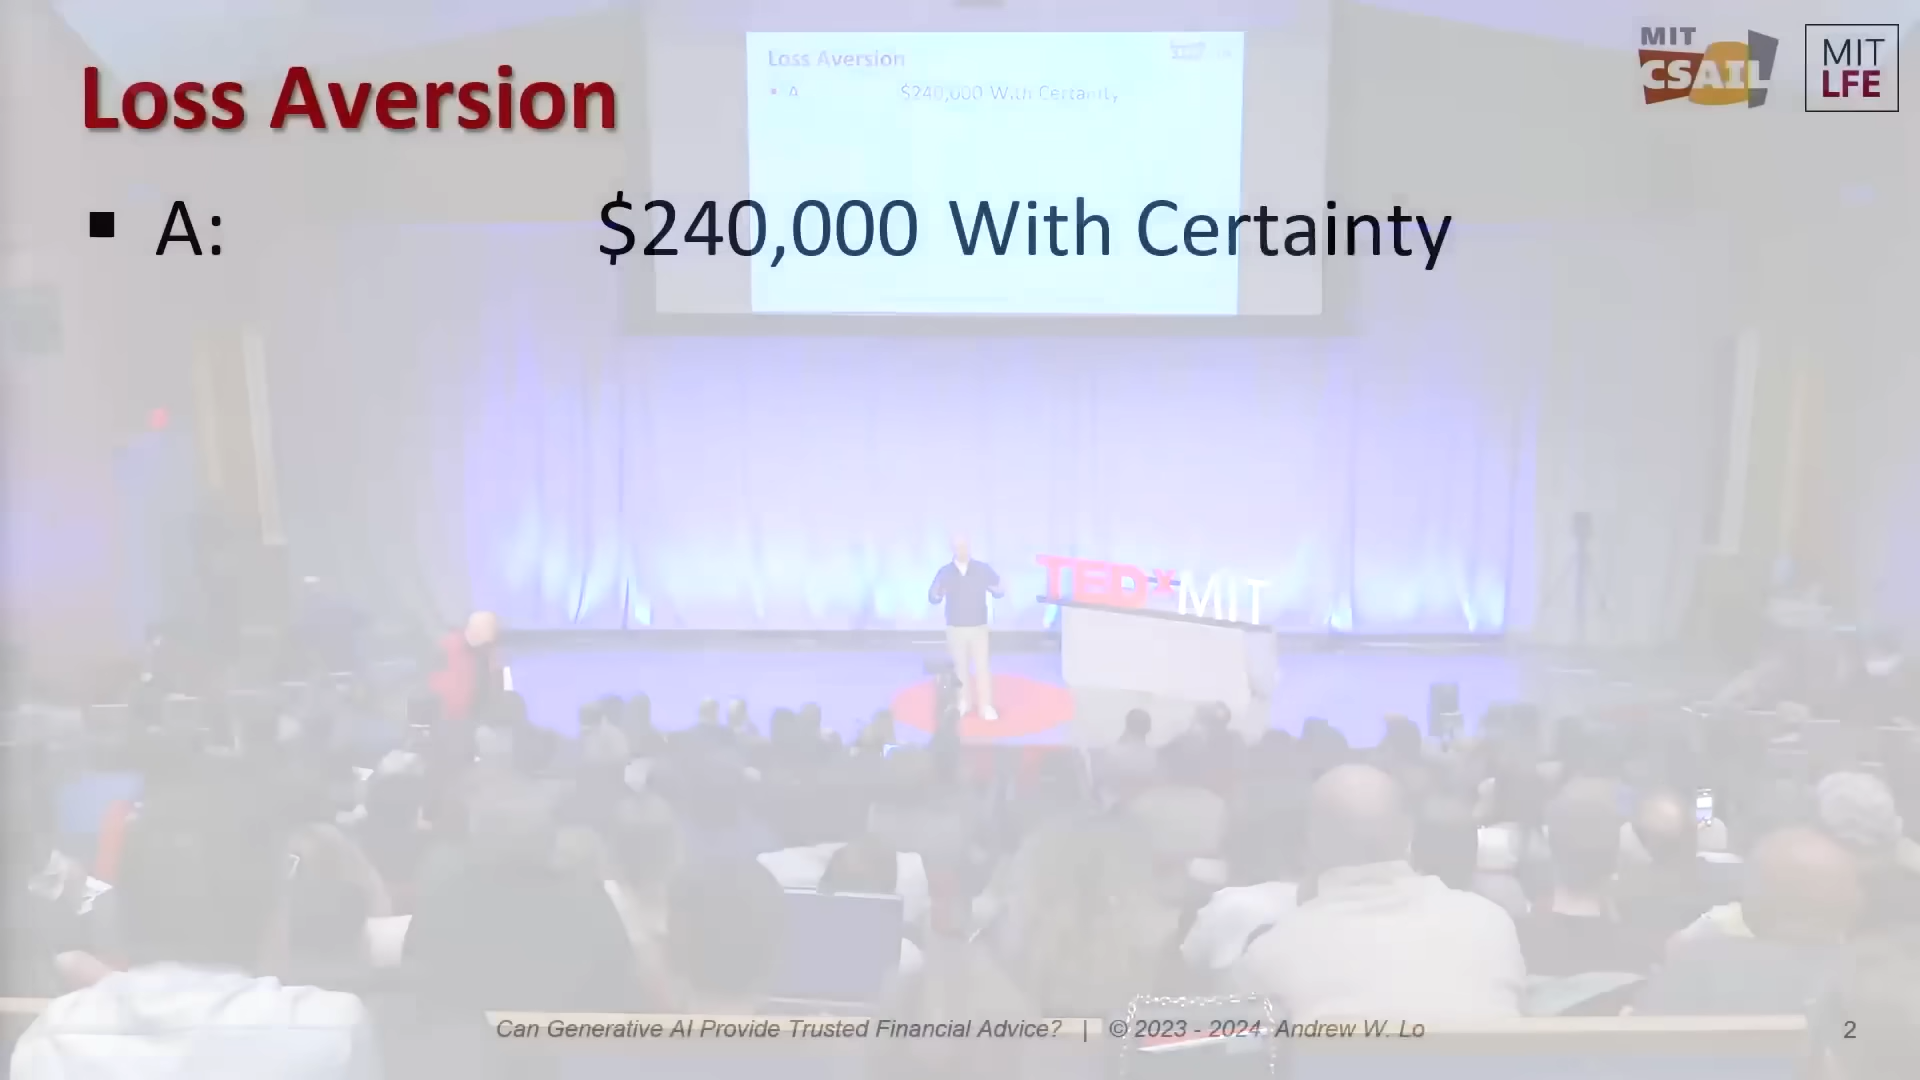 Loss Aversion
▪ A: $240,000 With Certainty
MIT
CSAIL
MIT
LFE
Loss Aversion
▪ A $240,000 With Certainty
TEDxMIT
Can Generative AI Provide Trusted Financial Advice? | © 2023 - 2024 Andrew W. Lo
2